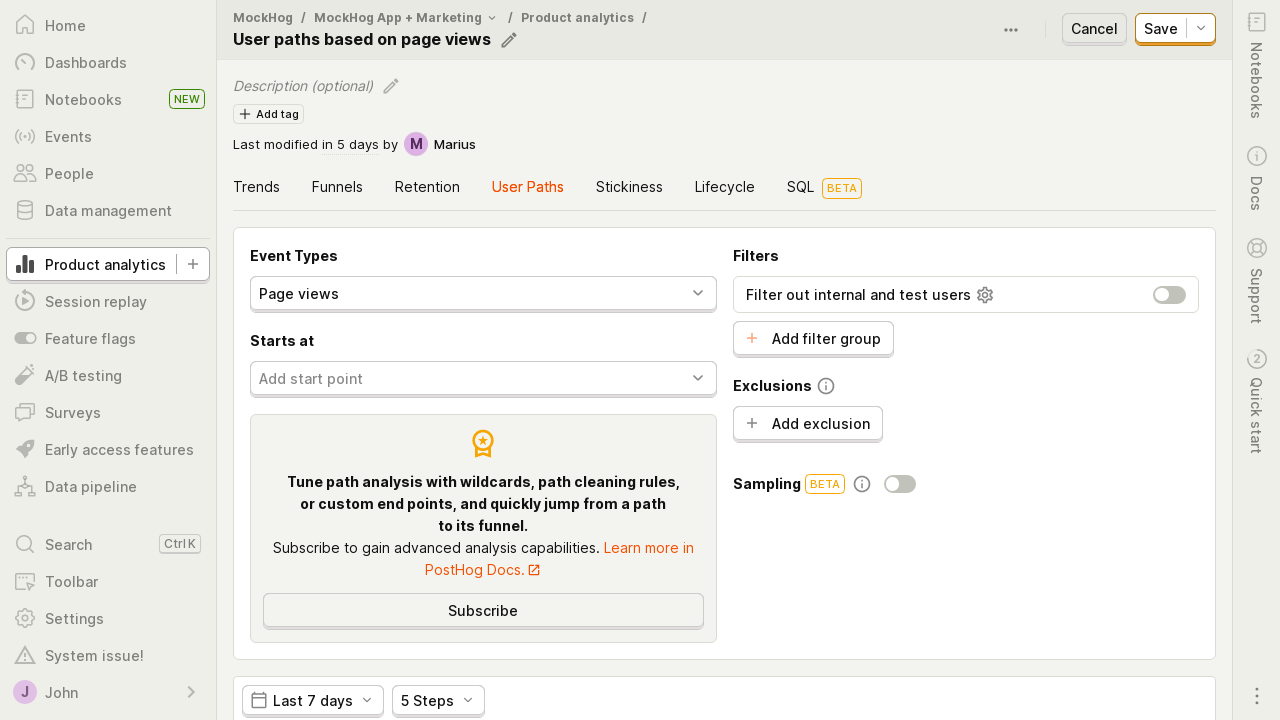 Home
Dashboards
Notebooks NEW
Events
People
Data management
Product analytics
Session replay
Feature flags
A/B testing
Surveys
Early access features
Data pipeline
Search Ctrl K
Toolbar
Settings
System issue!
J John
MockHog / MockHog App + Marketing / Product analytics /
User paths based on page views
Cancel Save
Description (optional)
Add tag
Last modified in 5 days by M Marius
Trends Funnels Retention User Paths Stickiness Lifecycle SQL BETA
Event Types
Page views
Starts at
Add start point
Tune path analysis with wildcards, path cleaning rules,
or custom end points, and quickly jump from a path
to its funnel.
Subscribe to gain advanced analysis capabilities. Learn more in
PostHog Docs.
Subscribe
Filters
Filter out internal and test users
Add filter group
Exclusions
Add exclusion
Sampling BETA
Last 7 days 5 Steps
Notebooks
Docs
Support
2
Quick start